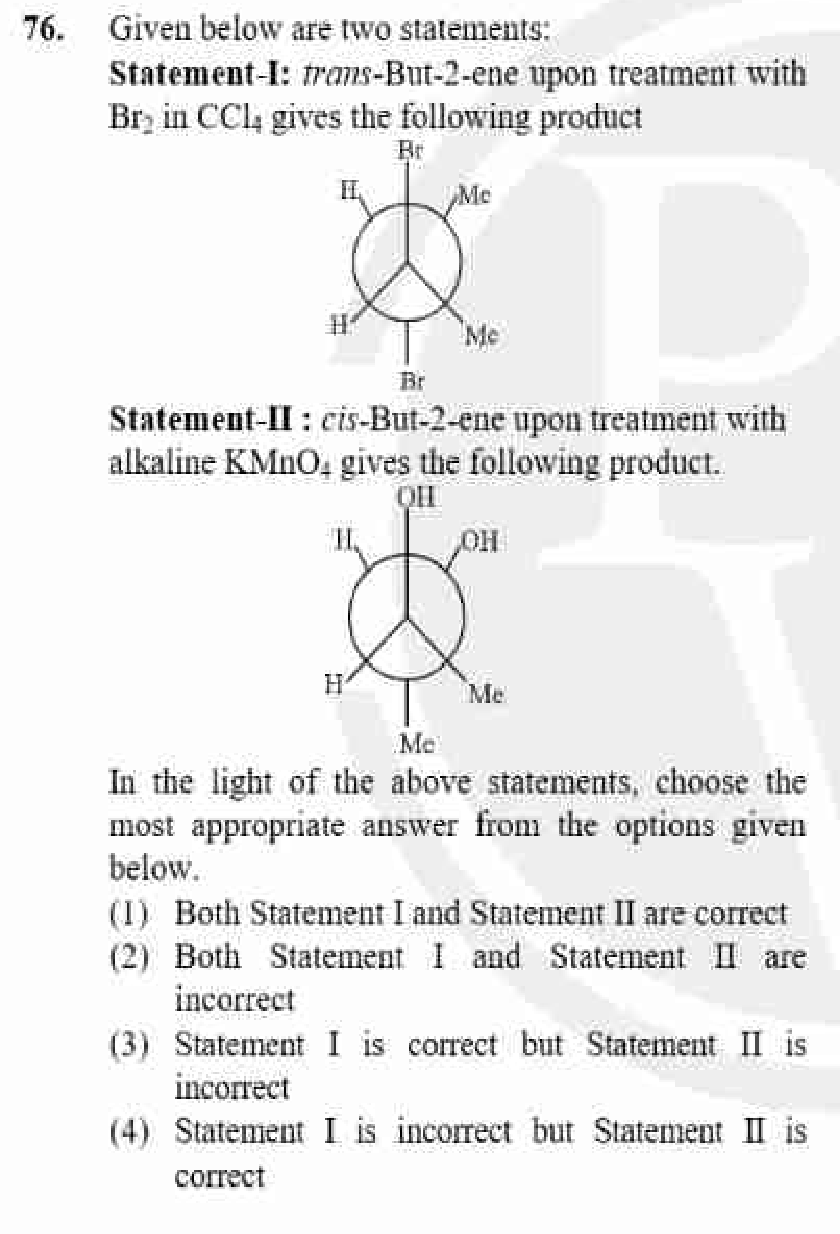 76. Given below are two statements:
Statement-I: trans-But-2-ene upon treatment with
Br₂ in CCl₄ gives the following product
Br
H Me
H Me
Br
Statement-II : cis-But-2-ene upon treatment with
alkaline KMnO₄ gives the following product.
OH
H OH
H Me
Me
In the light of the above statements, choose the
most appropriate answer from the options given
below.
(1) Both Statement I and Statement II are correct
(2) Both Statement I and Statement II are
incorrect
(3) Statement I is correct but Statement II is
incorrect
(4) Statement I is incorrect but Statement II is
correct